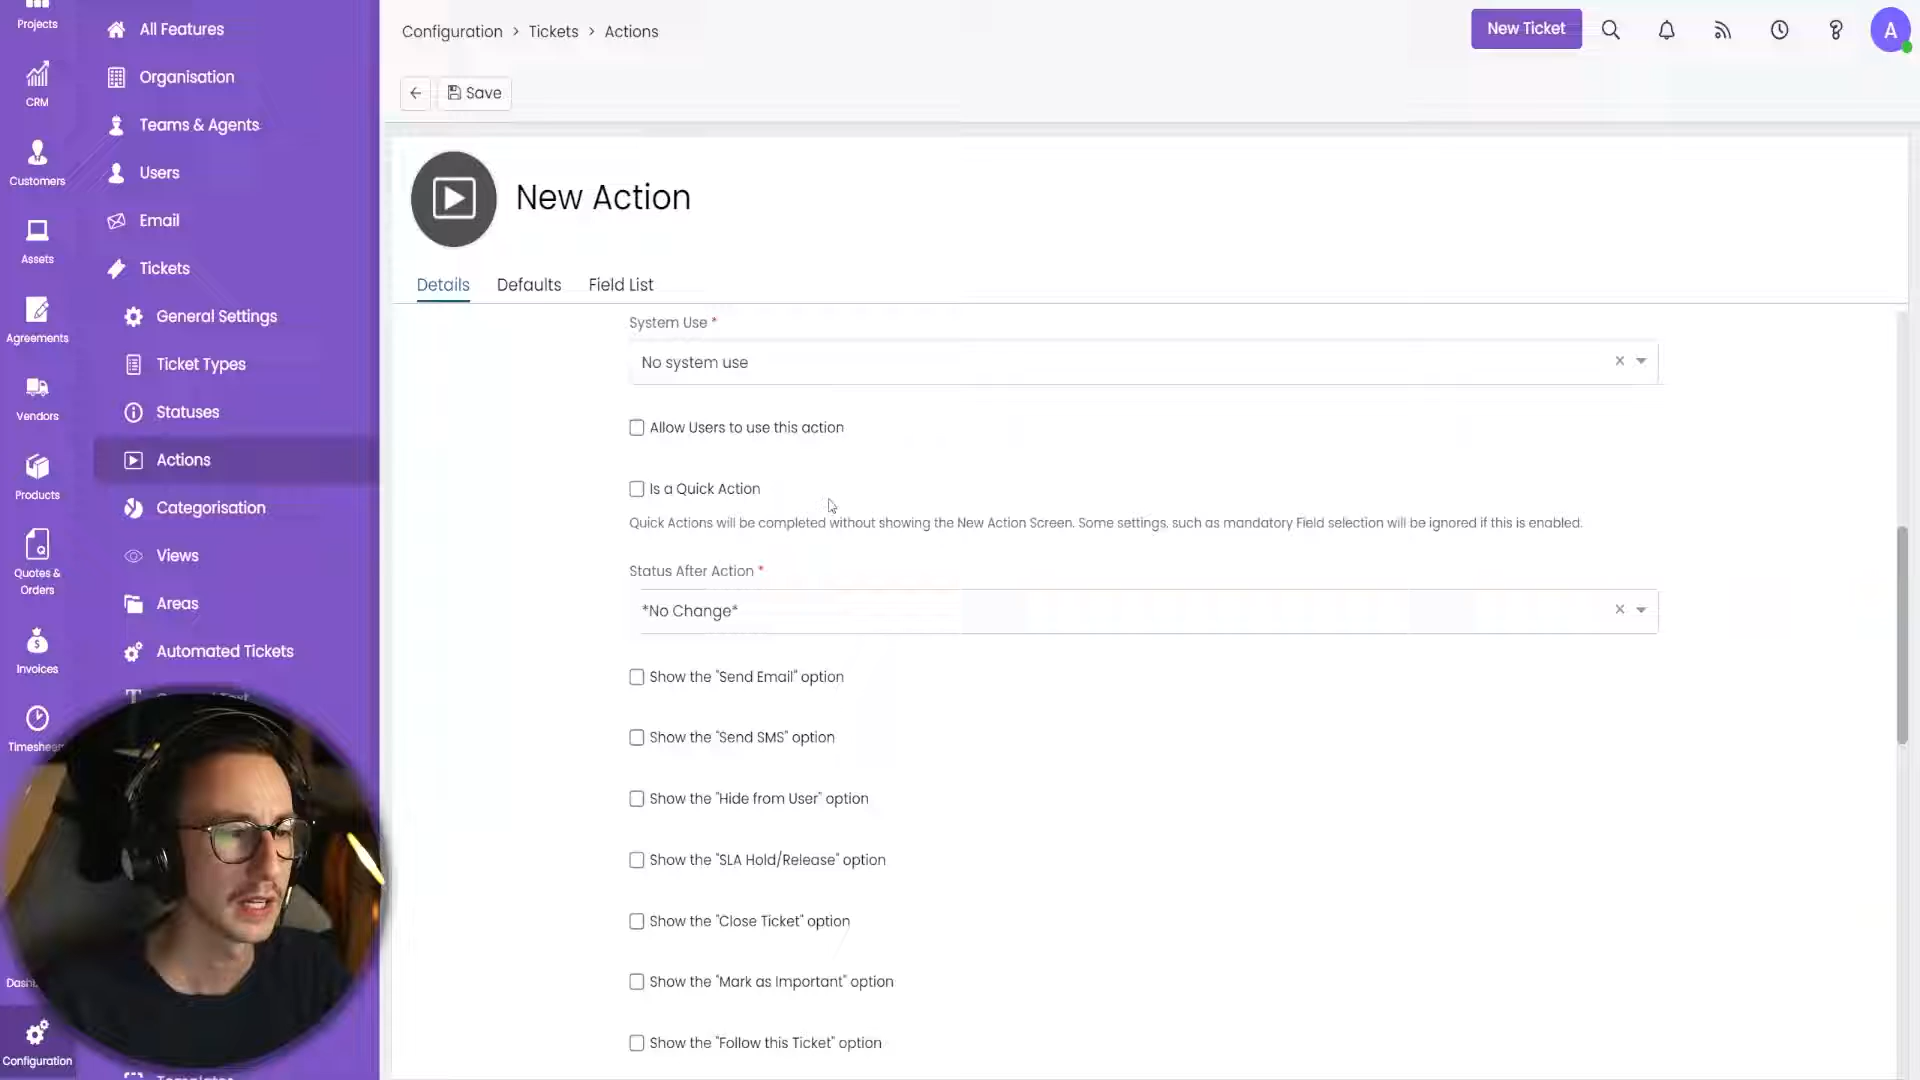 Projects
CRM
Customers
Assets
Agreements
Vendors
Products
Quotes &
Orders
Invoices
Configuration
All Features
Organisation
Teams & Agents
Users
Email
Tickets
General Settings
Ticket Types
Statuses
Actions
Categorisation
Views
Areas
Automated Tickets
Configuration > Tickets > Actions
New Ticket
A
Save
New Action
Details Defaults Field List
System Use *
No system use
Allow Users to use this action
Is a Quick Action
Quick Actions will be completed without showing the New Action Screen. Some settings, such as mandatory Field selection will be ignored if this is enabled.
Status After Action *
*No Change*
Show the "Send Email" option
Show the "Send SMS" option
Show the "Hide from User" option
Show the "SLA Hold/Release" option
Show the "Close Ticket" option
Show the "Mark as Important" option
Show the "Follow this Ticket" option